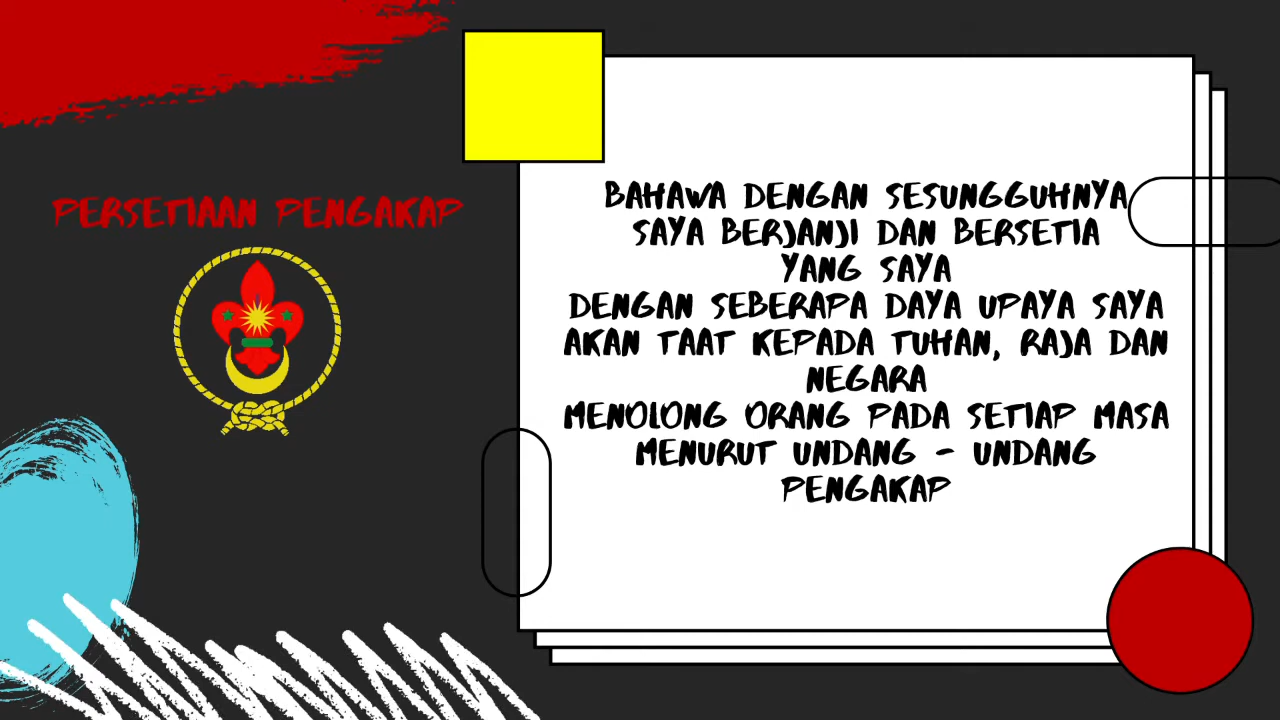 PERSETIAAN PENGAKAP
BAHAWA DENGAN SESUNGGUHNYA
SAYA BERJANJI DAN BERSETIA
YANG SAYA
DENGAN SEBERAPA DAYA UPAYA SAYA
AKAN TAAT KEPADA TUHAN, RAJA DAN
NEGARA
MENOLONG ORANG PADA SETIAP MASA
MENURUT UNDANG - UNDANG
PENGAKAP